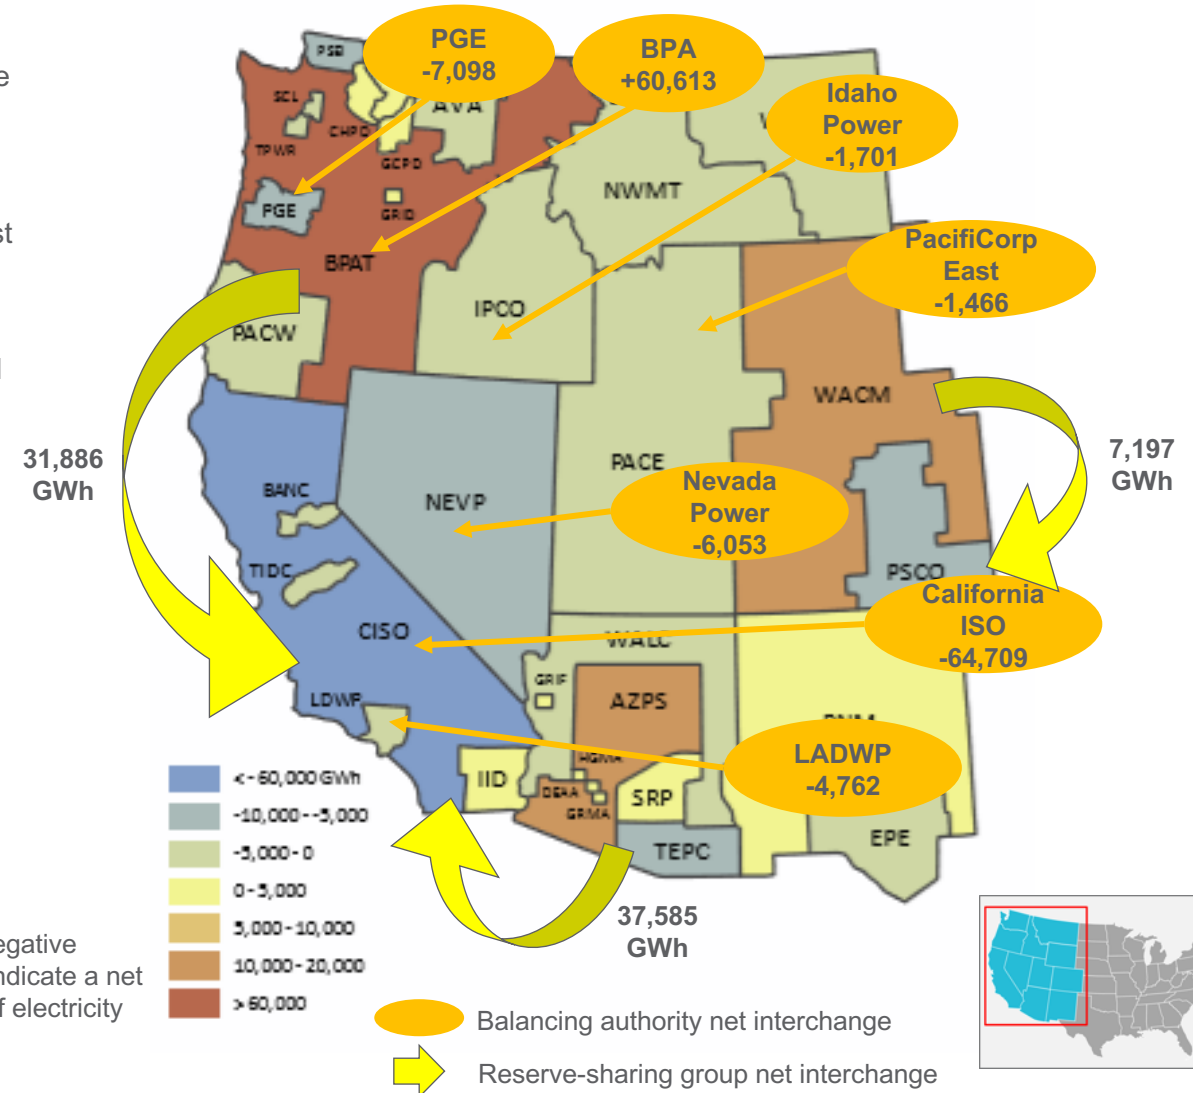 e
st
l
egative
ndicate a net
f electricity
PGE
-7,098
BPA
+60,613
Idaho
Power
-1,701
PacifiCorp
East
-1,466
Nevada
Power
-6,053
California
ISO
-64,709
LADWP
-4,762
31,886
GWh
7,197
GWh
37,585
GWh
PSB
SCL
CHPD
AVA
TPWR
GCPD
PGE
GRID
BPAT
NWMT
IPCO
PACW
WACM
PACE
BANC
NEVP
TIDC
PSCO
CISO
WALC
GRIF
LDWP
AZPS
HGMA
IID
DEAA
GRMA
SRP
TEPC
EPE
<-60,000 GWh
-10,000--5,000
-5,000-0
0-5,000
5,000-10,000
10,000-20,000
>60,000
Balancing authority net interchange
Reserve-sharing group net interchange